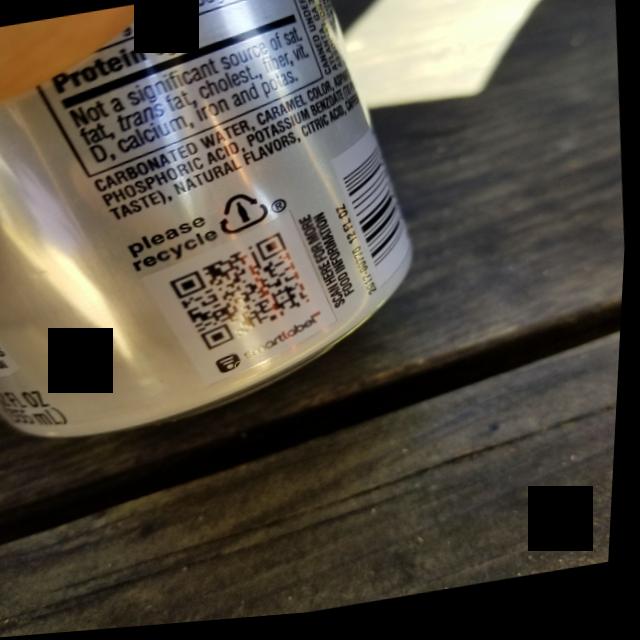 Protein
Not a significant source of sat.
fat, trans fat, cholest., fiber, vit.
D, calcium, iron and potas.
CARBONATED WATER, CARAMEL COLOR,
PHOSPHORIC ACID, POTASSIUM BENZOATE
TASTE), NATURAL FLAVORS, CITRIC ACID,
please
recycle
®
SCAN HERE FOR MORE
FOOD INFORMATION
smartlabel™
FL OZ
mL)